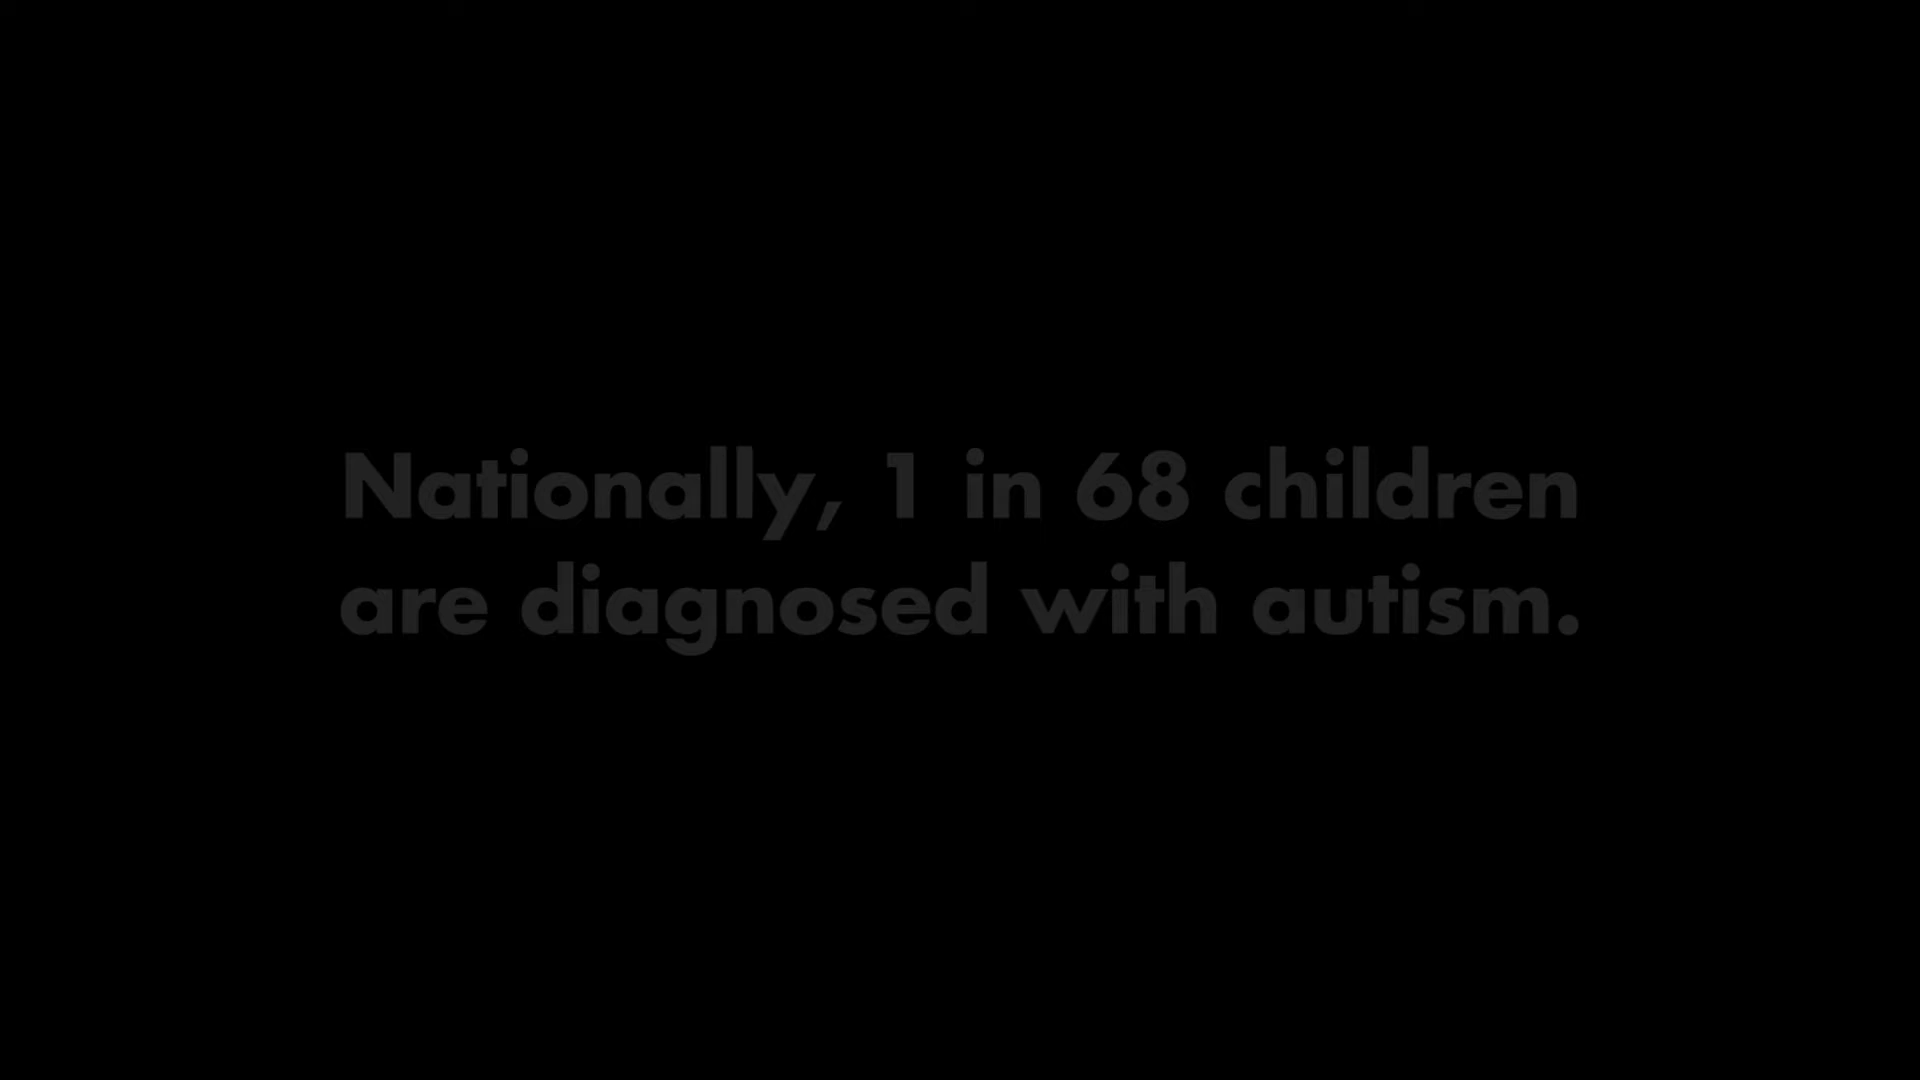 Nationally, 1 in 68 children
are diagnosed with autism.